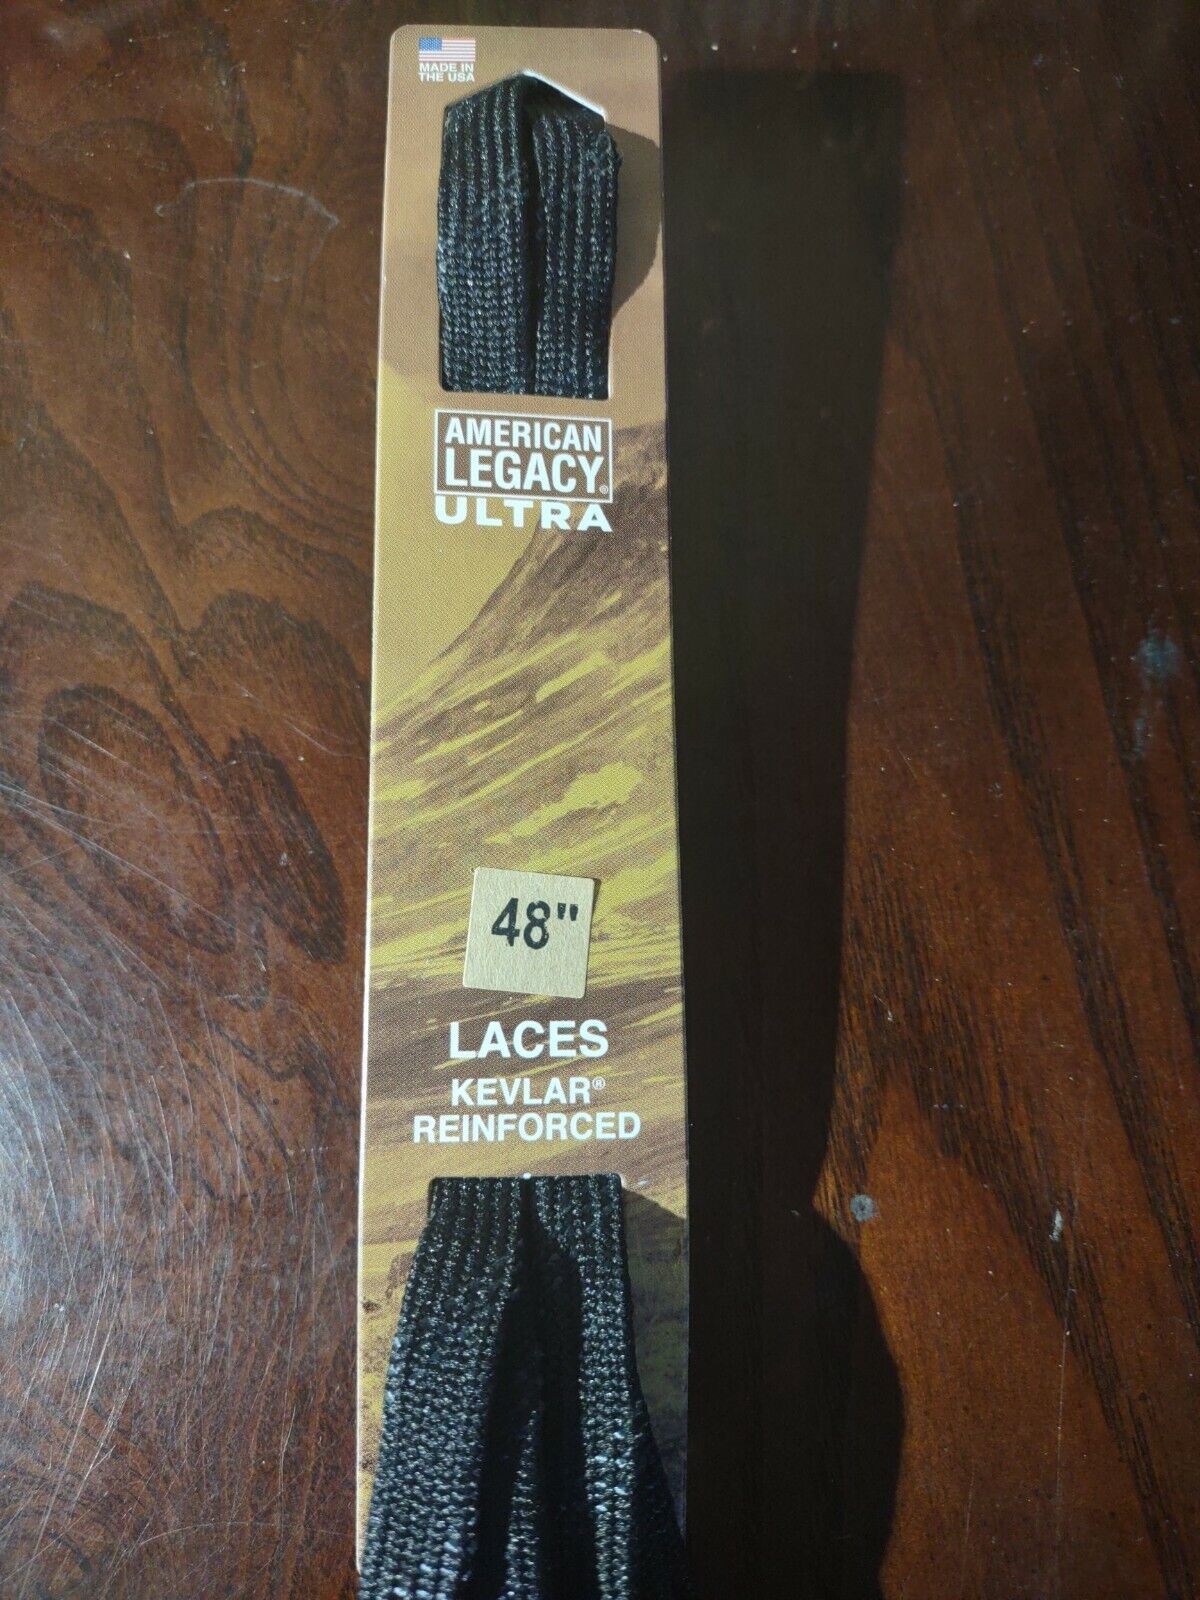 MADE IN
THE USA
AMERICAN
LEGACY®
ULTRA
48"
LACES
KEVLAR®
REINFORCED